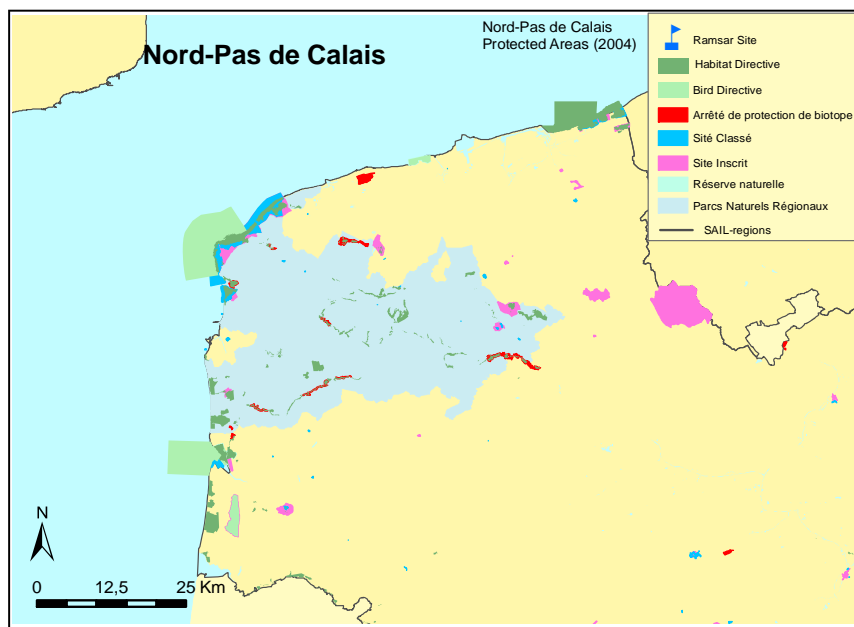 Nord-Pas de Calais
Nord-Pas de Calais
Protected Areas (2004)
Ramsar Site
Habitat Directive
Bird Directive
Arrêté de protection de biotope
Sité Classé
Site Inscrit
Réserve naturelle
Parcs Naturels Régionaux
SAIL-regions
N
0 12,5 25 Km